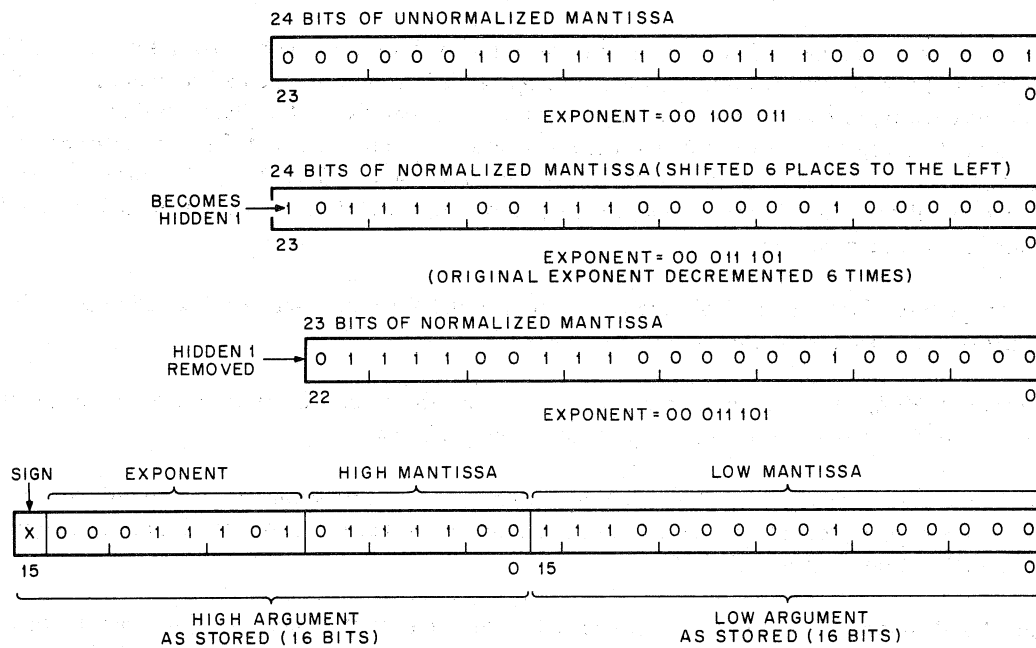 24 BITS OF UNNORMALIZED MANTISSA
0 0 0 0 0 0 1 0 1 1 1 1 0 0 1 1 1 0 0 0 0 0 0 1
23 0
EXPONENT = 00 100 011
24 BITS OF NORMALIZED MANTISSA (SHIFTED 6 PLACES TO THE LEFT)
BECOMES
HIDDEN 1
1 0 1 1 1 1 0 0 1 1 1 0 0 0 0 0 0 1 0 0 0 0 0 0
23 0
EXPONENT = 00 011 101
(ORIGINAL EXPONENT DECREMENTED 6 TIMES)
23 BITS OF NORMALIZED MANTISSA
HIDDEN 1
REMOVED
0 1 1 1 1 0 0 1 1 1 0 0 0 0 0 0 1 0 0 0 0 0 0
22 0
EXPONENT = 00 011 101
SIGN EXPONENT HIGH MANTISSA LOW MANTISSA
X 0 0 0 1 1 1 0 1 0 1 1 1 1 0 0 1 1 1 0 0 0 0 0 0 1 0 0 0 0 0 0
15 0 15 0
HIGH ARGUMENT
AS STORED (16 BITS)
LOW ARGUMENT
AS STORED (16 BITS)